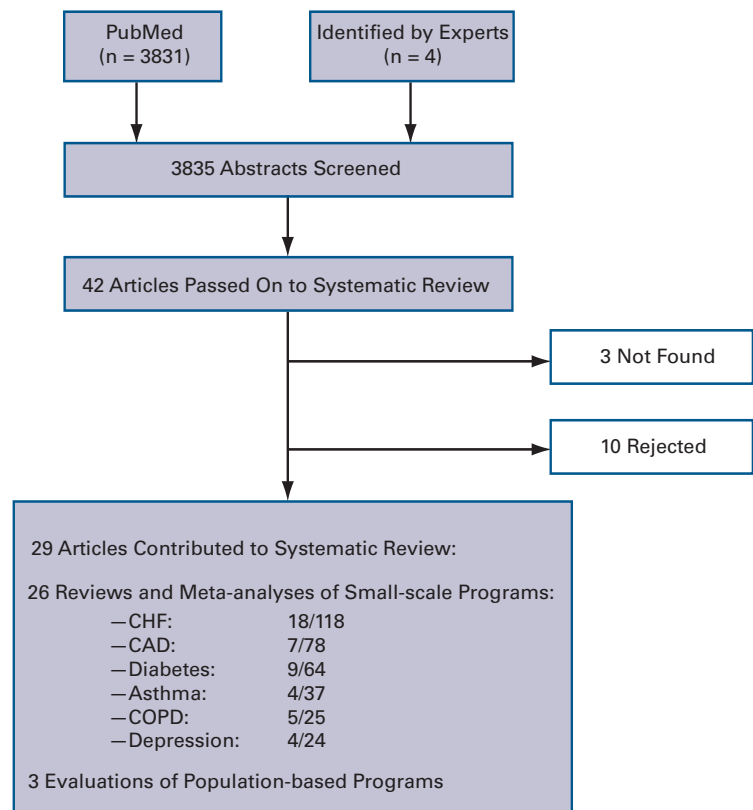 PubMed
(n = 3831)
Identified by Experts
(n = 4)
3835 Abstracts Screened
42 Articles Passed On to Systematic Review
3 Not Found
10 Rejected
29 Articles Contributed to Systematic Review:
26 Reviews and Meta-analyses of Small-scale Programs:
—CHF: 18/118
—CAD: 7/78
—Diabetes: 9/64
—Asthma: 4/37
—COPD: 5/25
—Depression: 4/24
3 Evaluations of Population-based Programs